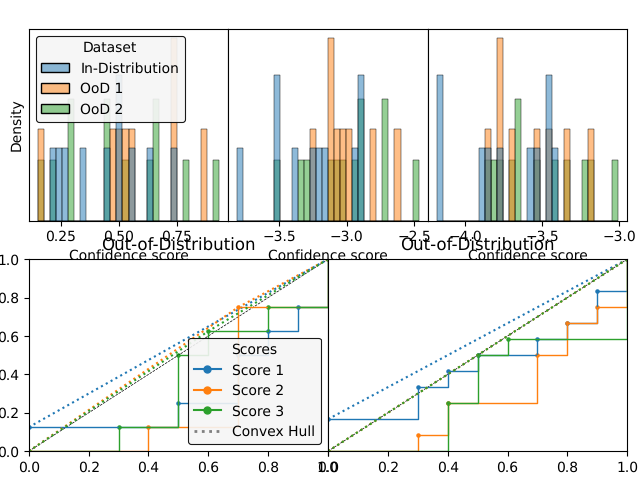 Dataset
In-Distribution
OoD 1
OoD 2
Density
0.25 0.50 0.75
−3.5 −3.0 −2.5
−4.0 −3.5 −3.0
Confidence score
Confidence score
Confidence score
Out-of-Distribution
Out-of-Distribution
1.0
0.8
0.6
0.4
0.2
0.0
Scores
Score 1
Score 2
Score 3
Convex Hull
0.0 0.2 0.4 0.6 0.8 1.0
0.0 0.2 0.4 0.6 0.8 1.0